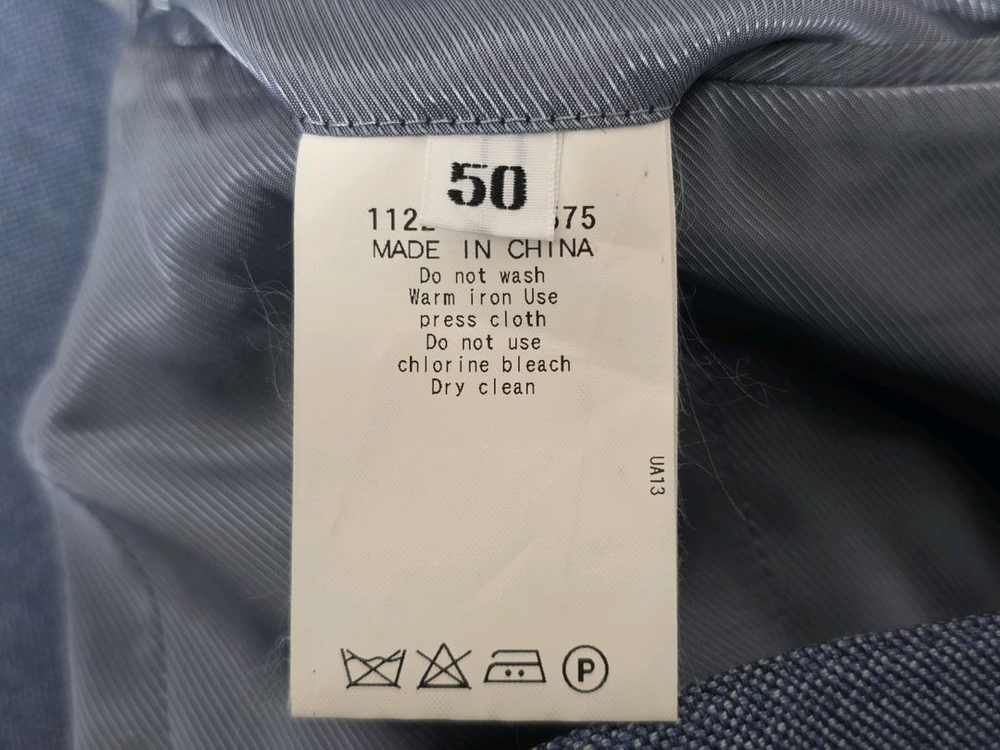 50
MADE IN CHINA
Do not wash
Warm iron Use
press cloth
Do not use
chlorine bleach
Dry clean
UA13
P